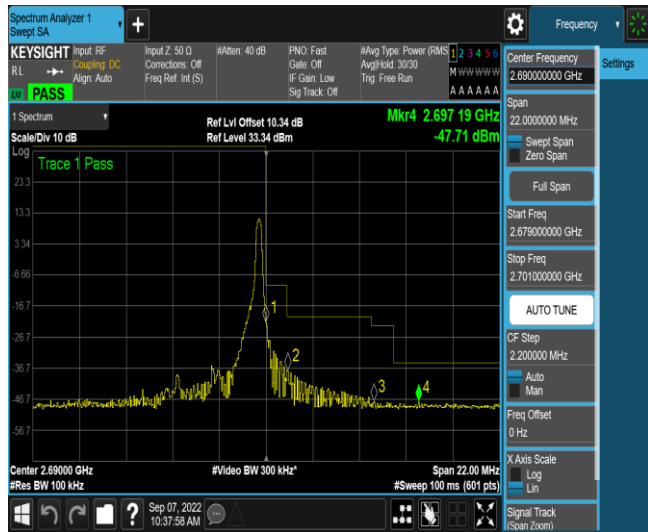 Spectrum Analyzer 1
Swept SA
Frequency
KEYSIGHT
RL
LXI
PASS
Input: RF
Coupling: DC
Align: Auto
Input Z: 50 Ω
Corrections: Off
Freq Ref: Int (S)
#Atten: 40 dB
PNO: Fast
Gate: Off
IF Gain: Low
Sig Track: Off
#Avg Type: Power (RMS
Avg|Hold: 30/30
Trig: Free Run
1 2 3 4 5 6
M W W W W W
A A A A A A
1 Spectrum
Scale/Div 10 dB
Ref Lvl Offset 10.34 dB
Ref Level 33.34 dBm
Mkr4 2.697 19 GHz
-47.71 dBm
Log
Trace 1 Pass
23.3
13.3
3.34
-6.66
-16.7
-26.7
-36.7
-46.7
-56.7
1
2
3
4
Center 2.69000 GHz
#Res BW 100 kHz
#Video BW 300 kHz*
Span 22.00 MHz
#Sweep 100 ms (601 pts)
?
Sep 07, 2022
10:37:58 AM
Center Frequency
2.690000000 GHz
Span
22.0000000 MHz
Swept Span
Zero Span
Full Span
Start Freq
2.679000000 GHz
Stop Freq
2.701000000 GHz
AUTO TUNE
CF Step
2.200000 MHz
Auto
Man
Freq Offset
0 Hz
X Axis Scale
Log
Lin
Signal Track
(Span Zoom)
Settings